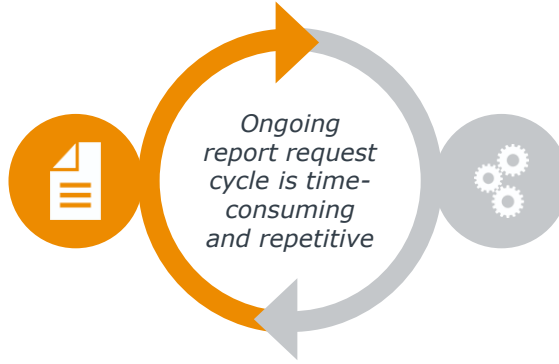 Ongoing
report request
cycle is time-
consuming
and repetitive